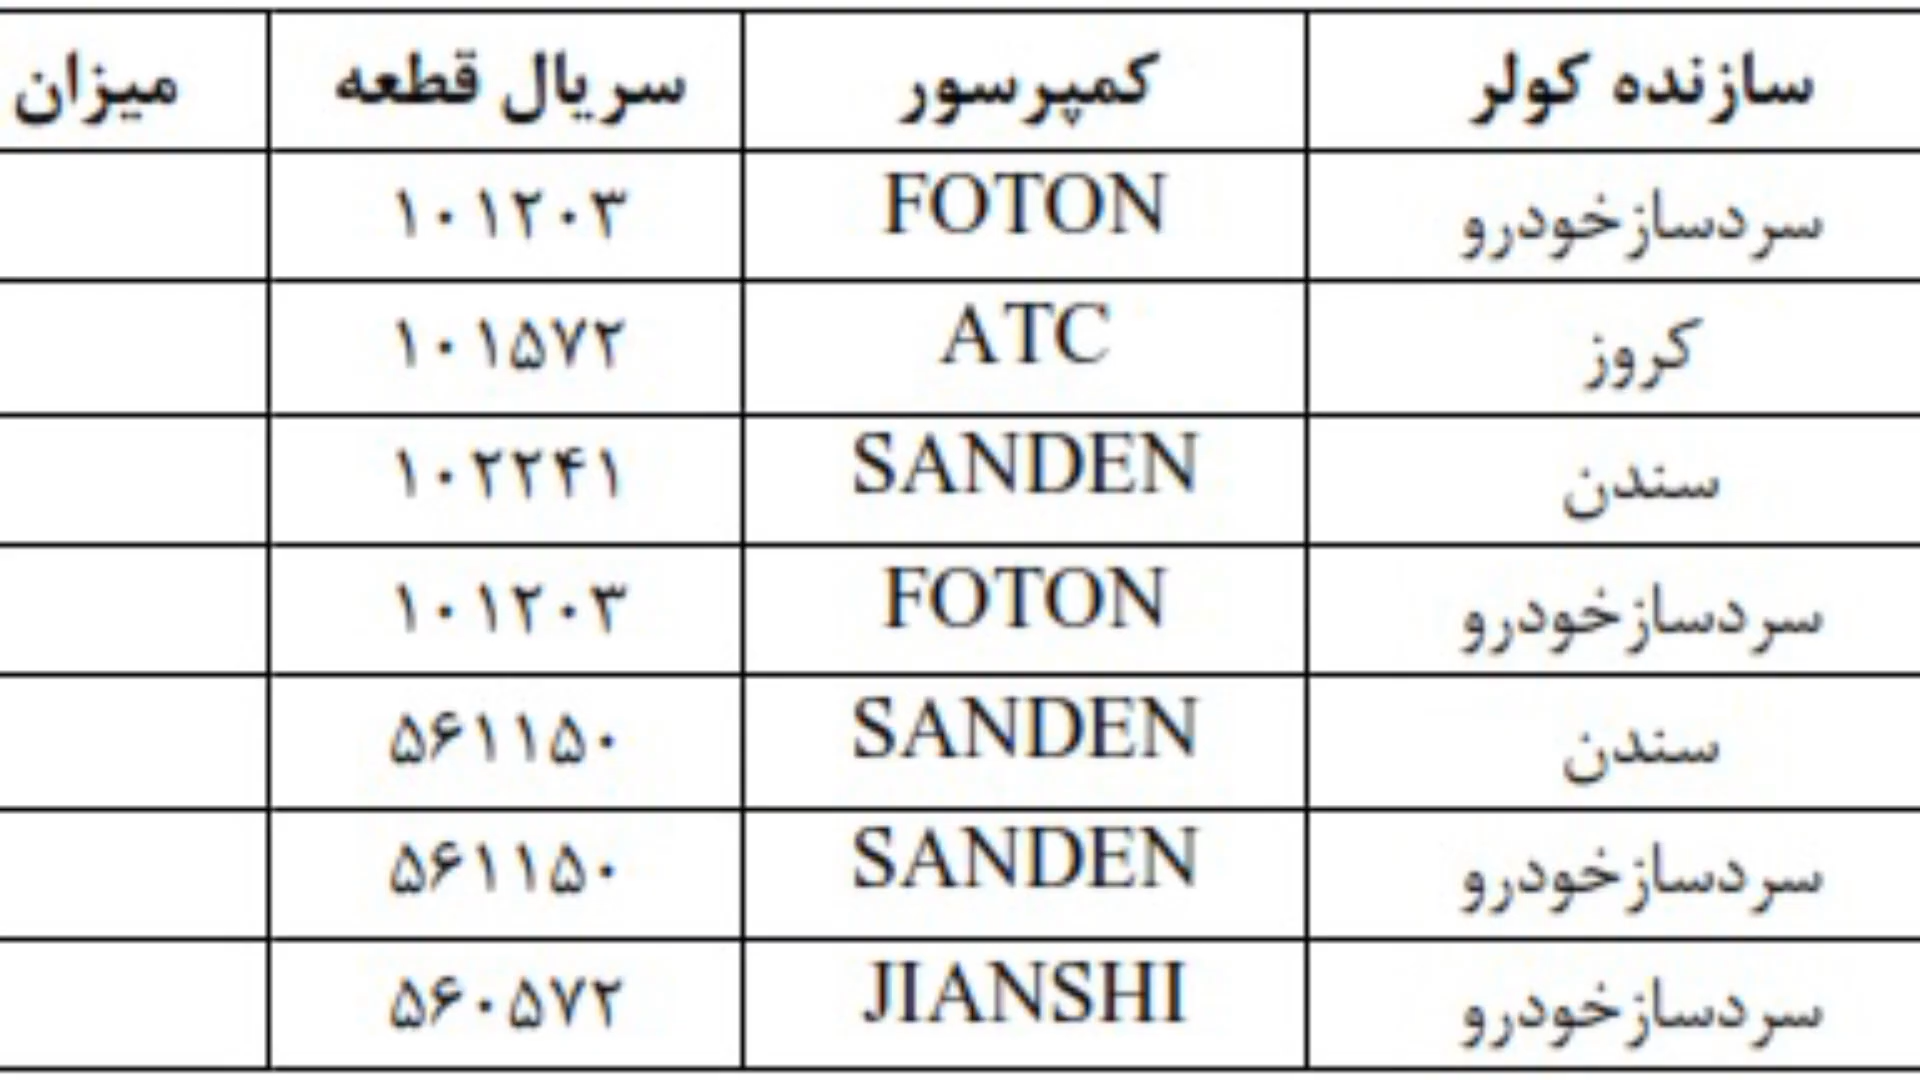 سازنده کولر کمپرسور سریال قطعه میزان
سردسازخودرو FOTON ۱۰۱۲۰۳
کروز ATC ۱۰۱۵۷۲
سندن SANDEN ۱۰۲۲۴۱
سردسازخودرو FOTON ۱۰۱۲۰۳
سندن SANDEN ۵۶۱۱۵۰
سردسازخودرو SANDEN ۵۶۱۱۵۰
سردسازخودرو JIANSHI ۵۶۰۵۷۲